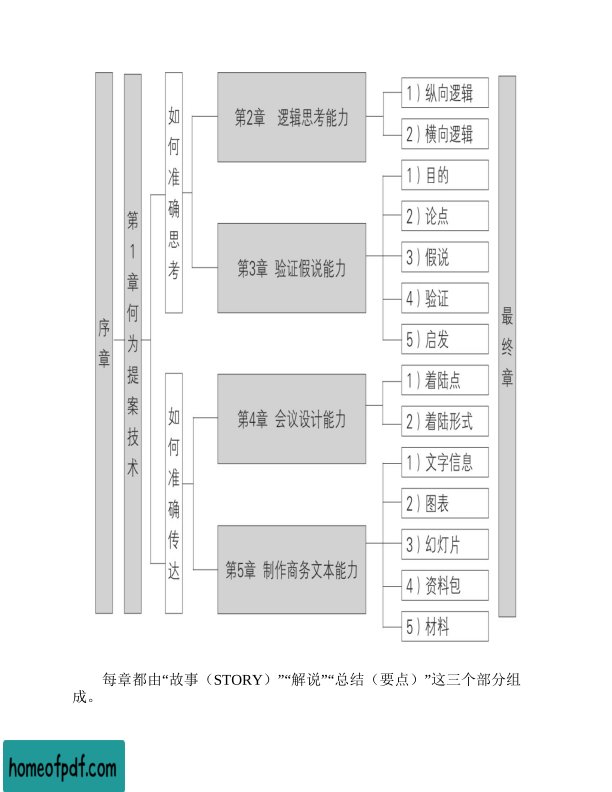 序章
第1章何为提案技术
如何准确思考
第2章 逻辑思考能力
1）纵向逻辑
2）横向逻辑
第3章 验证假说能力
1）目的
2）论点
3）假说
4）验证
5）启发
如何准确传达
第4章 会议设计能力
1）着陆点
2）着陆形式
第5章 制作商务文本能力
1）文字信息
2）图表
3）幻灯片
4）资料包
5）材料
最终章
每章都由“故事（STORY）”“解说”“总结（要点）”这三个部分组
成。
homeofpdf.com